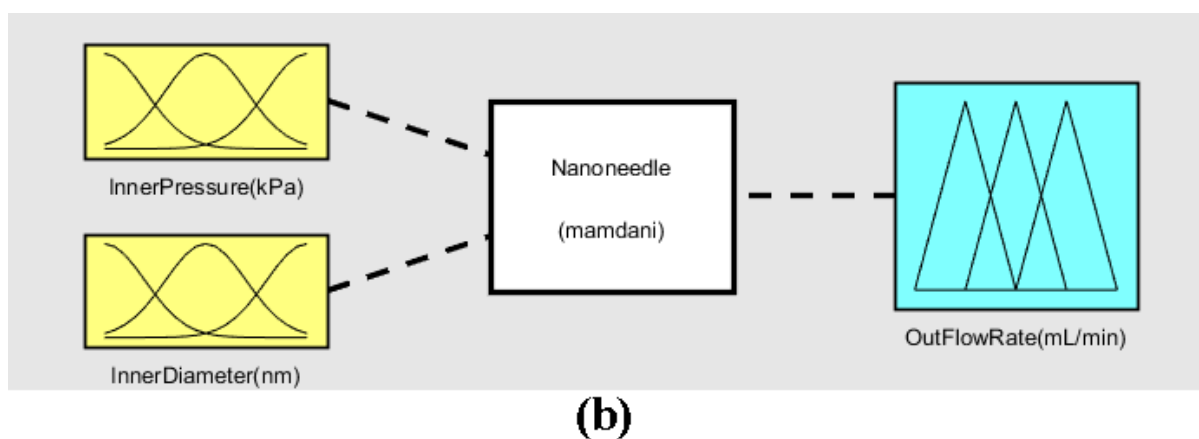 InnerPressure(kPa)
InnerDiameter(nm)
Nanoneedle
(mamdani)
OutFlowRate(mL/min)
(b)